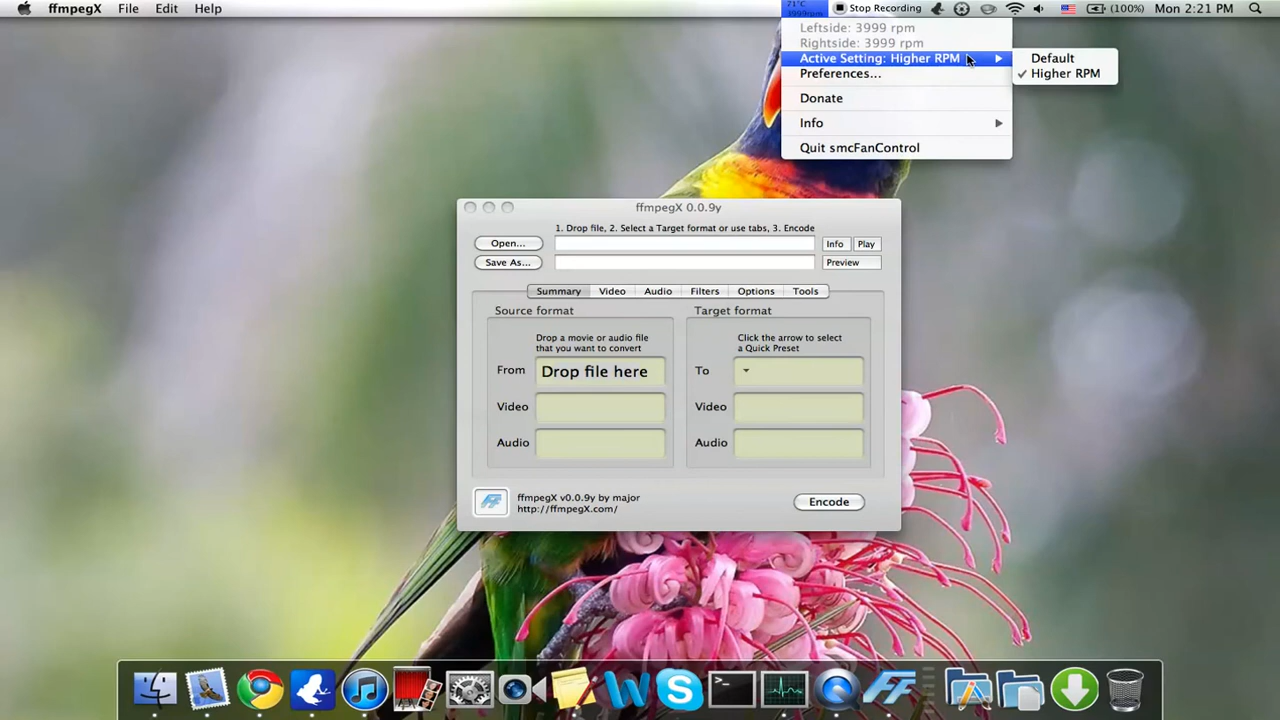 ffmpegX File Edit Help
71°C
3999rpm
Stop Recording
(100%) Mon 2:21 PM
Leftside: 3999 rpm
Rightside: 3999 rpm
Active Setting: Higher RPM
Default
✓ Higher RPM
Preferences...
Donate
Info
Quit smcFanControl
ffmpegX 0.0.9y
1. Drop file, 2. Select a Target format or use tabs, 3. Encode
Open...
Info Play
Save As...
Preview
Summary Video Audio Filters Options Tools
Source format
Target format
Drop a movie or audio file
that you want to convert
Click the arrow to select
a Quick Preset
From Drop file here
To
Video
Video
Audio
Audio
FF
ffmpegX v0.0.9y by major
http://ffmpegX.com/
Encode